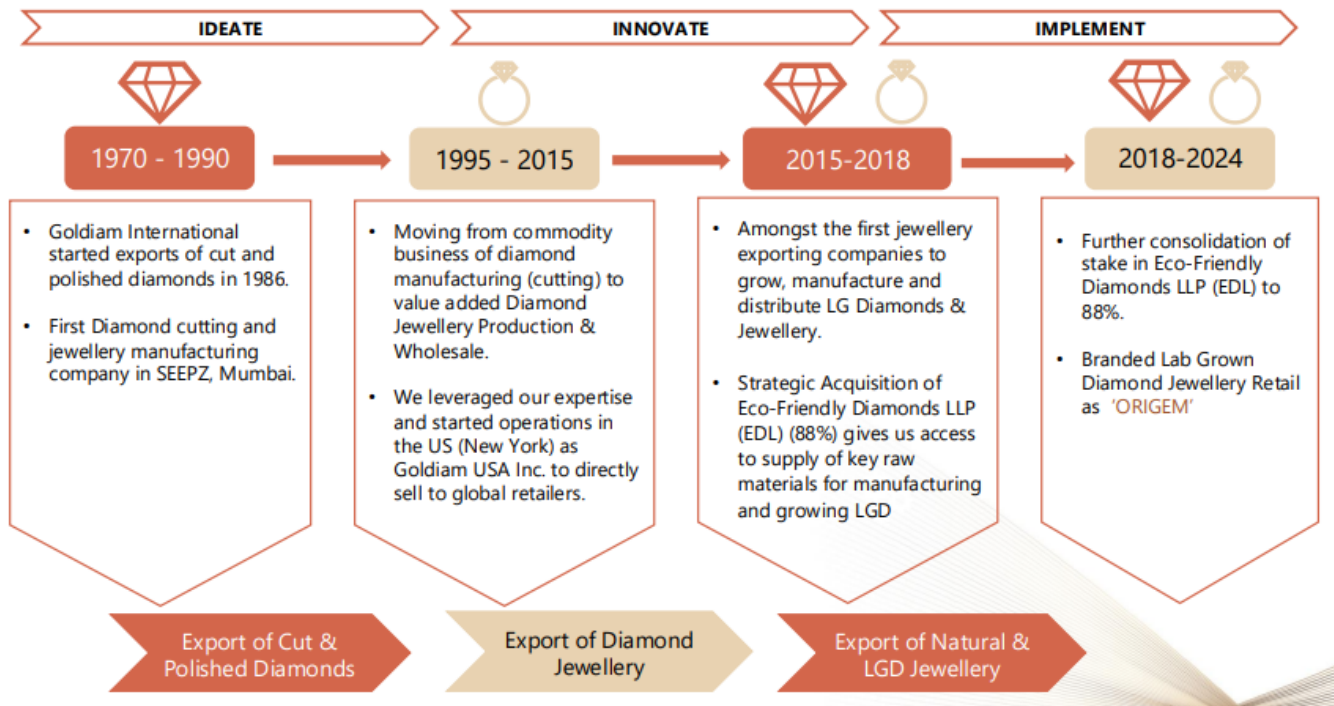 IDEATE
INNOVATE
IMPLEMENT
1970 - 1990
1995 - 2015
2015-2018
2018-2024
• Goldiam International
started exports of cut and
polished diamonds in 1986.
• First Diamond cutting and
jewellery manufacturing
company in SEEPZ, Mumbai.
• Moving from commodity
business of diamond
manufacturing (cutting) to
value added Diamond
Jewellery Production &
Wholesale.
• We leveraged our expertise
and started operations in
the US (New York) as
Goldiam USA Inc. to directly
sell to global retailers.
• Amongst the first jewellery
exporting companies to
grow, manufacture and
distribute LG Diamonds &
Jewellery.
• Strategic Acquisition of
Eco-Friendly Diamonds LLP
(EDL) (88%) gives us access
to supply of key raw
materials for manufacturing
and growing LGD
• Further consolidation of
stake in Eco-Friendly
Diamonds LLP (EDL) to
88%.
• Branded Lab Grown
Diamond Jewellery Retail
as ‘ORIGEM’
Export of Cut &
Polished Diamonds
Export of Diamond
Jewellery
Export of Natural &
LGD Jewellery